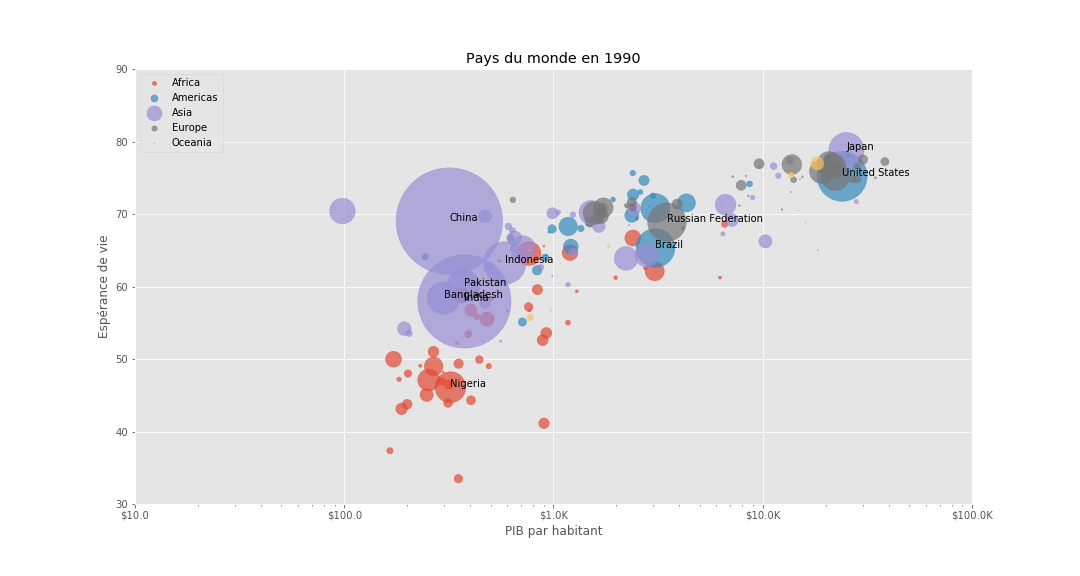 Pays du monde en 1990
Espérance de vie
90
80
70
60
50
40
30
Africa
Americas
Asia
Europe
Oceania
Japan
United States
China
Russian Federation
Brazil
Indonesia
Pakistan
Bangladesh
India
Nigeria
$10.0
$100.0
$1.0K
$10.0K
$100.0K
PIB par habitant